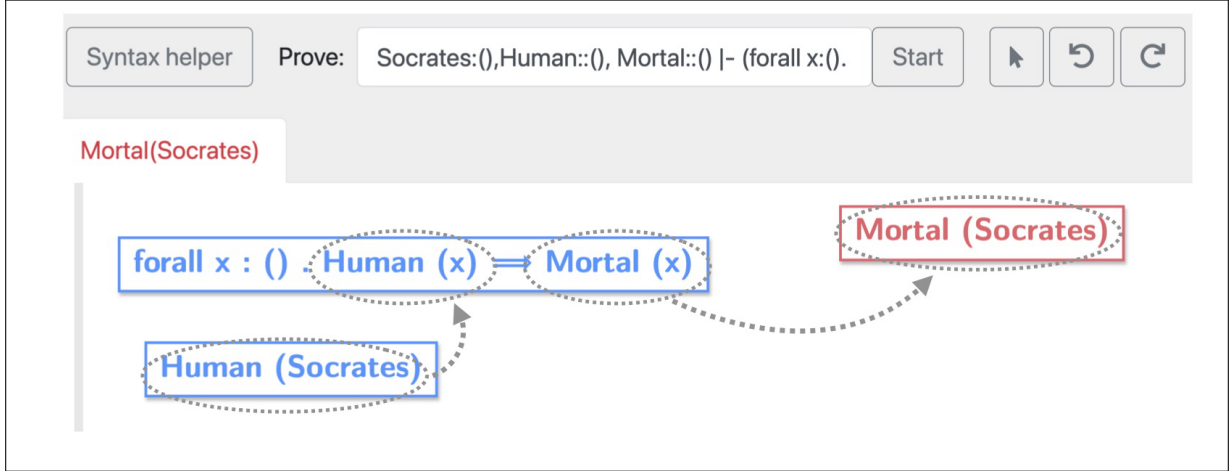 Syntax helper Prove: Socrates:(),Human::(), Mortal::() |- (forall x:(). Start
Mortal(Socrates)
Mortal (Socrates)
forall x : () . Human (x) ⟹ Mortal (x)
Human (Socrates)